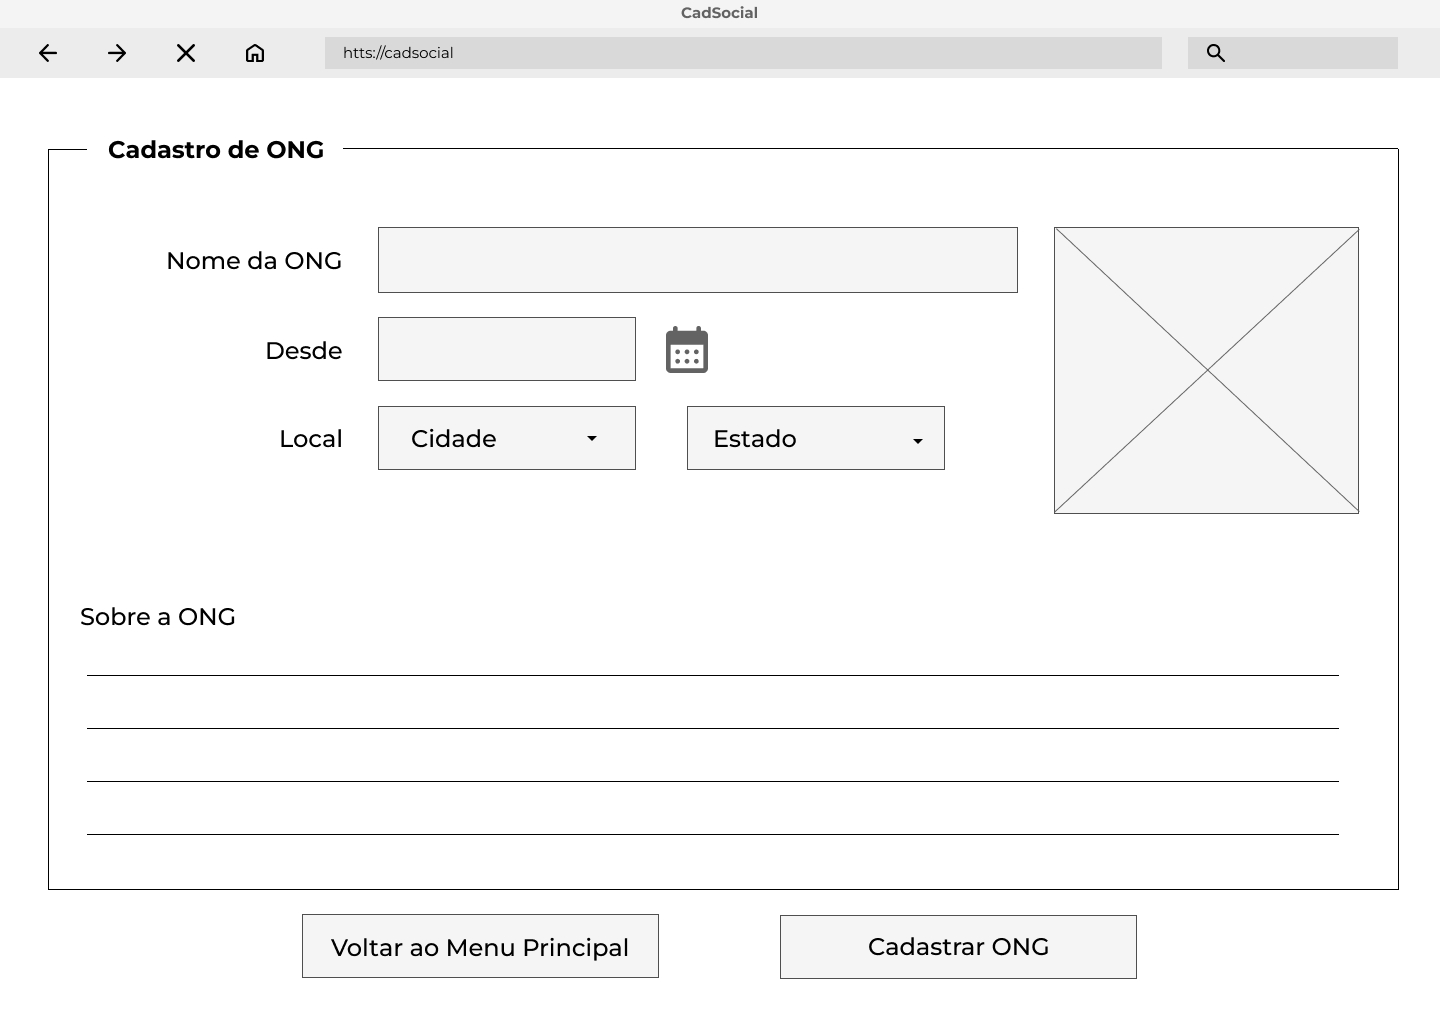 CadSocial
htts://cadsocial
Cadastro de ONG
Nome da ONG
Desde
Local
Cidade
Estado
Sobre a ONG
Voltar ao Menu Principal
Cadastrar ONG